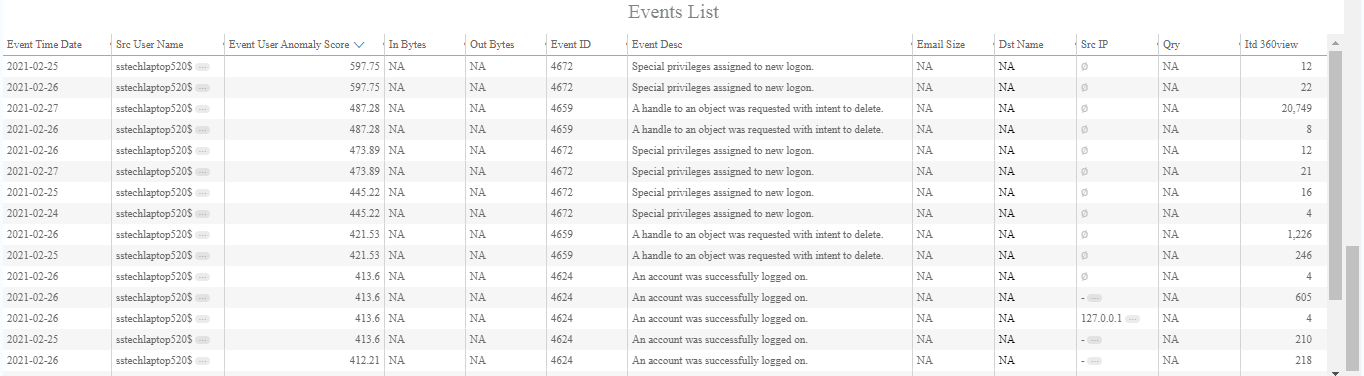 Events List
Event Time Date Src User Name Event User Anomaly Score In Bytes Out Bytes Event ID Event Desc Email Size Dst Name Src IP Qry Itd 360view
2021-02-25 sstechlaptop520$ ... 597.75 NA NA 4672 Special privileges assigned to new logon. NA NA Ø NA 12
2021-02-26 sstechlaptop520$ ... 597.75 NA NA 4672 Special privileges assigned to new logon. NA NA Ø NA 22
2021-02-27 sstechlaptop520$ ... 487.28 NA NA 4659 A handle to an object was requested with intent to delete. NA NA Ø NA 20,749
2021-02-26 sstechlaptop520$ ... 487.28 NA NA 4659 A handle to an object was requested with intent to delete. NA NA Ø NA 8
2021-02-26 sstechlaptop520$ ... 473.89 NA NA 4672 Special privileges assigned to new logon. NA NA Ø NA 12
2021-02-27 sstechlaptop520$ ... 473.89 NA NA 4672 Special privileges assigned to new logon. NA NA Ø NA 21
2021-02-25 sstechlaptop520$ ... 445.22 NA NA 4672 Special privileges assigned to new logon. NA NA Ø NA 16
2021-02-24 sstechlaptop520$ ... 445.22 NA NA 4672 Special privileges assigned to new logon. NA NA Ø NA 4
2021-02-26 sstechlaptop520$ ... 421.53 NA NA 4659 A handle to an object was requested with intent to delete. NA NA Ø NA 1,226
2021-02-25 sstechlaptop520$ ... 421.53 NA NA 4659 A handle to an object was requested with intent to delete. NA NA Ø NA 246
2021-02-26 sstechlaptop520$ ... 413.6 NA NA 4624 An account was successfully logged on. NA NA Ø NA 4
2021-02-26 sstechlaptop520$ ... 413.6 NA NA 4624 An account was successfully logged on. NA NA - ... NA 605
2021-02-26 sstechlaptop520$ ... 413.6 NA NA 4624 An account was successfully logged on. NA NA 127.0.0.1 ... NA 4
2021-02-25 sstechlaptop520$ ... 413.6 NA NA 4624 An account was successfully logged on. NA NA - ... NA 210
2021-02-26 sstechlaptop520$ ... 412.21 NA NA 4624 An account was successfully logged on. NA NA - ... NA 218